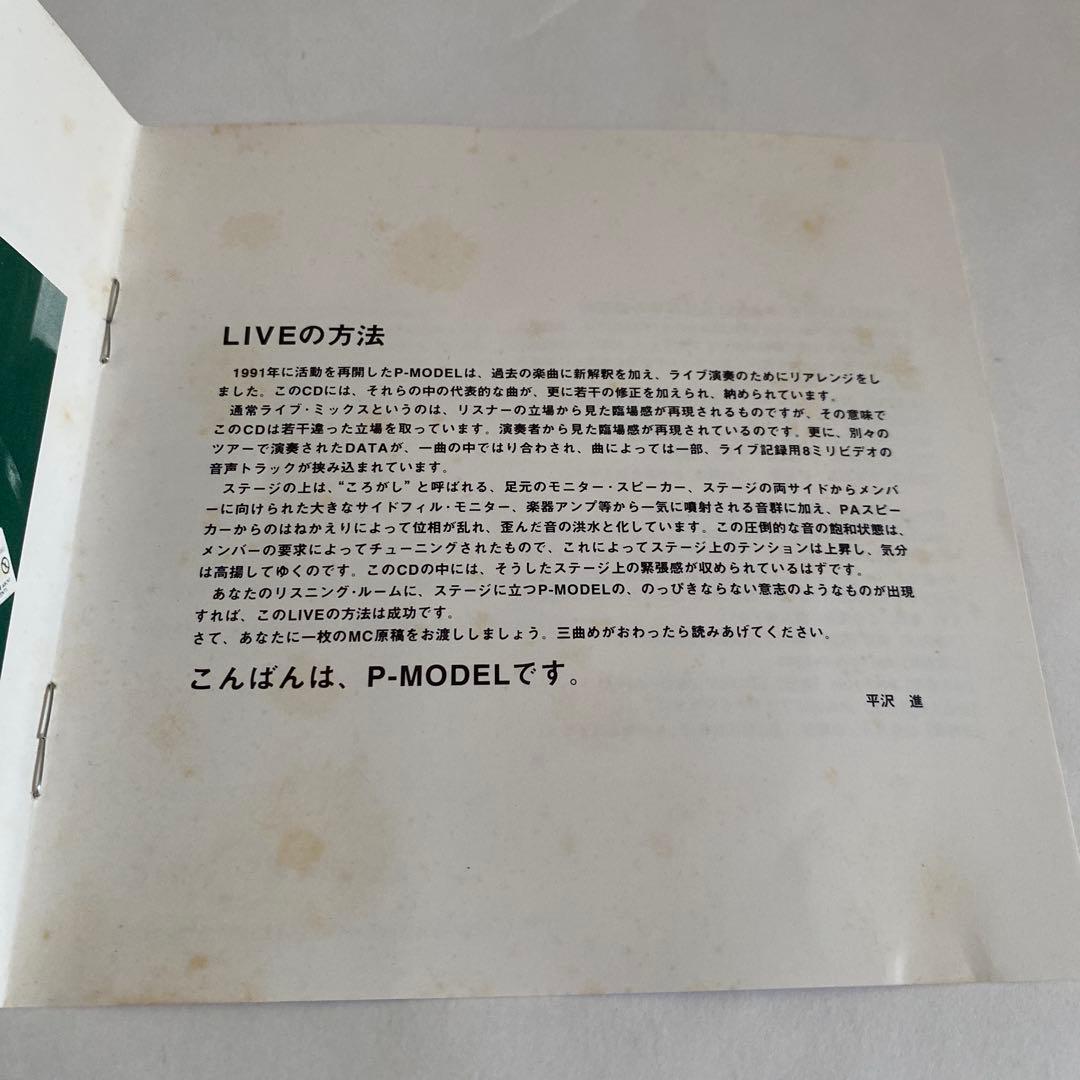 LIVEの方法
1991年に活動を再開したP-MODELは、過去の楽曲に新解釈を加え、ライブ演奏のためにリアレンジをし
ました。このCDには、それらの中の代表的な曲が、更に若干の修正を加えられ、納められています。
通常ライブ・ミックスというのは、リスナーの立場から見た臨場感が再現されるものですが、その意味で
このCDは若干違った立場を取っています。演奏者から見た臨場感が再現されているのです。更に、別々の
ツアーで演奏されたDATAが、一曲の中ではり合わされ、曲によっては一部、ライブ記録用8ミリビデオの
音声トラックが挟み込まれています。
ステージの上は、“ころがし”と呼ばれる、足元のモニター・スピーカー、ステージの両サイドからメンバ
ーに向けられた大きなサイドフィル・モニター、楽器アンプ等から一気に噴射される音群に加え、PAスピー
カーからのはねかえりによって位相が乱れ、歪んだ音の洪水と化しています。この圧倒的な音の飽和状態は、
メンバーの要求によってチューニングされたもので、これによってステージ上のテンションは上昇し、気分
は高揚してゆくのです。このCDの中には、そうしたステージ上の緊張感が収められているはずです。
あなたのリスニング・ルームに、ステージに立つP-MODELの、のっぴきならない意志のようなものが出現
すれば、このLIVEの方法は成功です。
さて、あなたに一枚のMC原稿をお渡ししましょう。三曲めがおわったら読みあげてください。
こんばんは、P-MODELです。
平沢 進